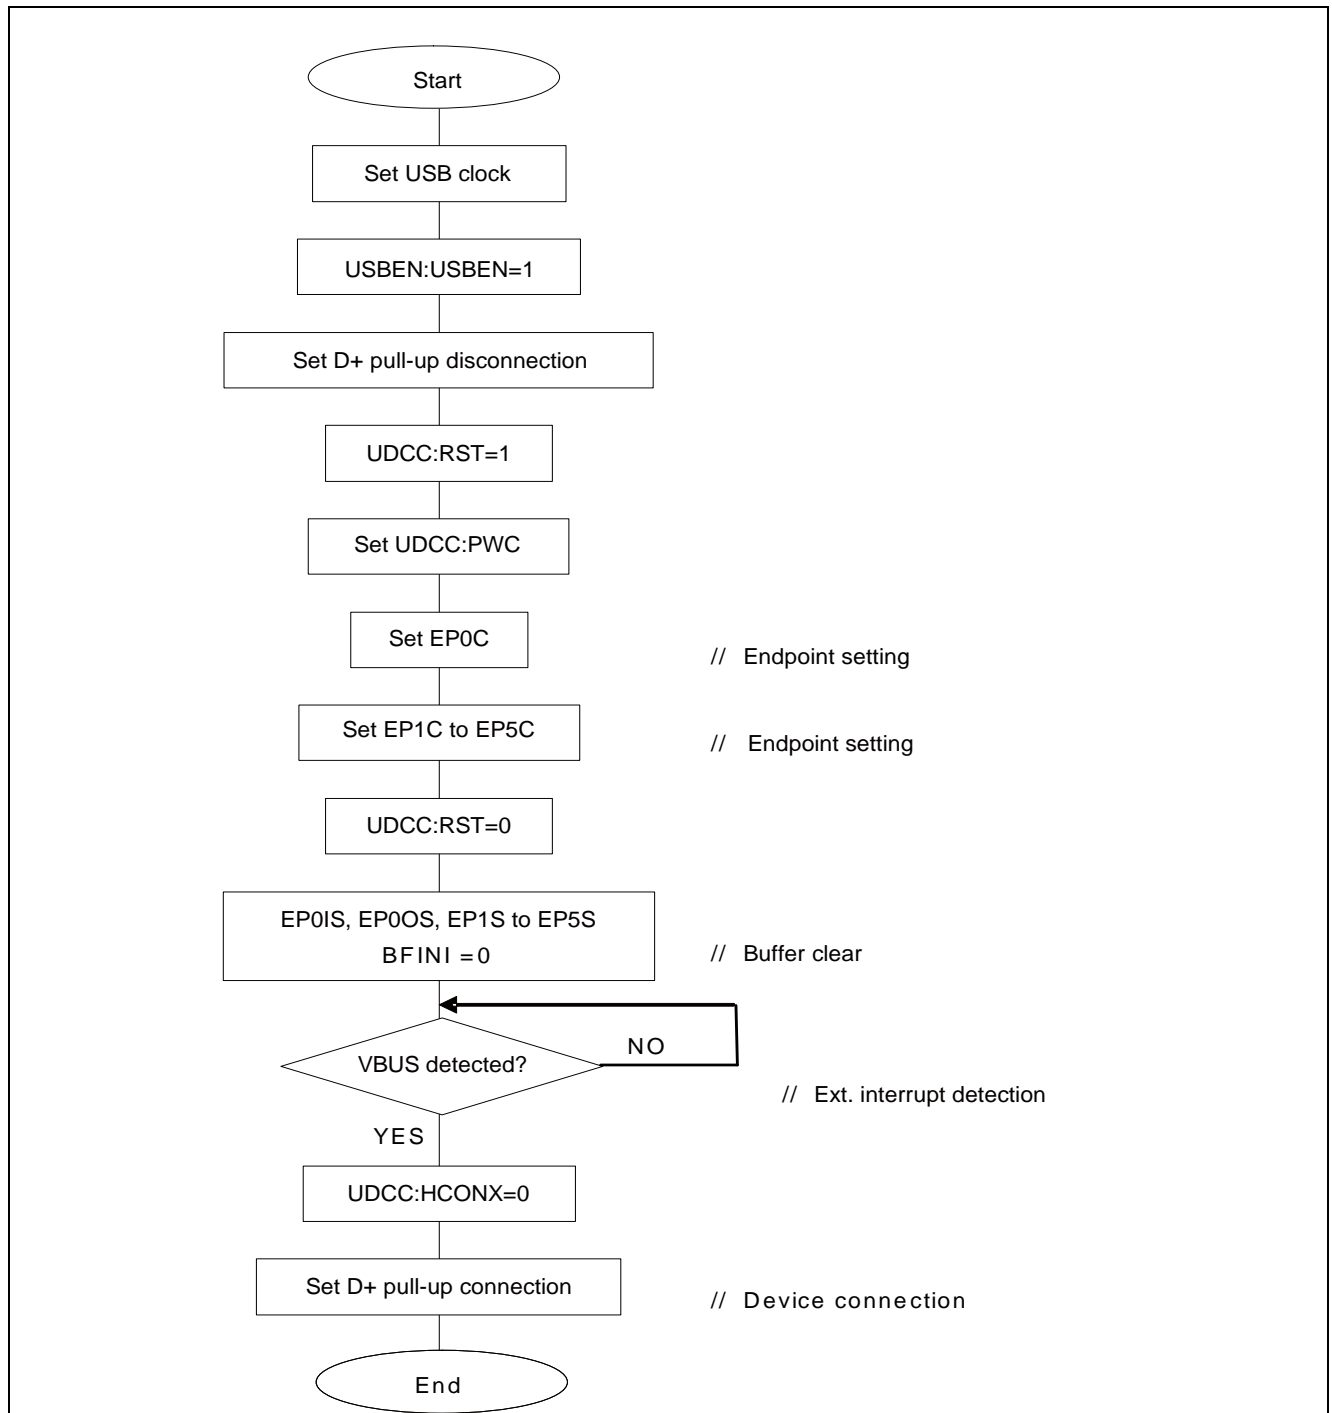 Start
Set USB clock
USBEN:USBEN=1
Set D+ pull-up disconnection
UDCC:RST=1
Set UDCC:PWC
Set EP0C
// Endpoint setting
Set EP1C to EP5C
// Endpoint setting
UDCC:RST=0
EP0IS, EP0OS, EP1S to EP5S
BFINI =0
// Buffer clear
VBUS detected?
NO
// Ext. interrupt detection
YES
UDCC:HCONX=0
Set D+ pull-up connection
// Device connection
End